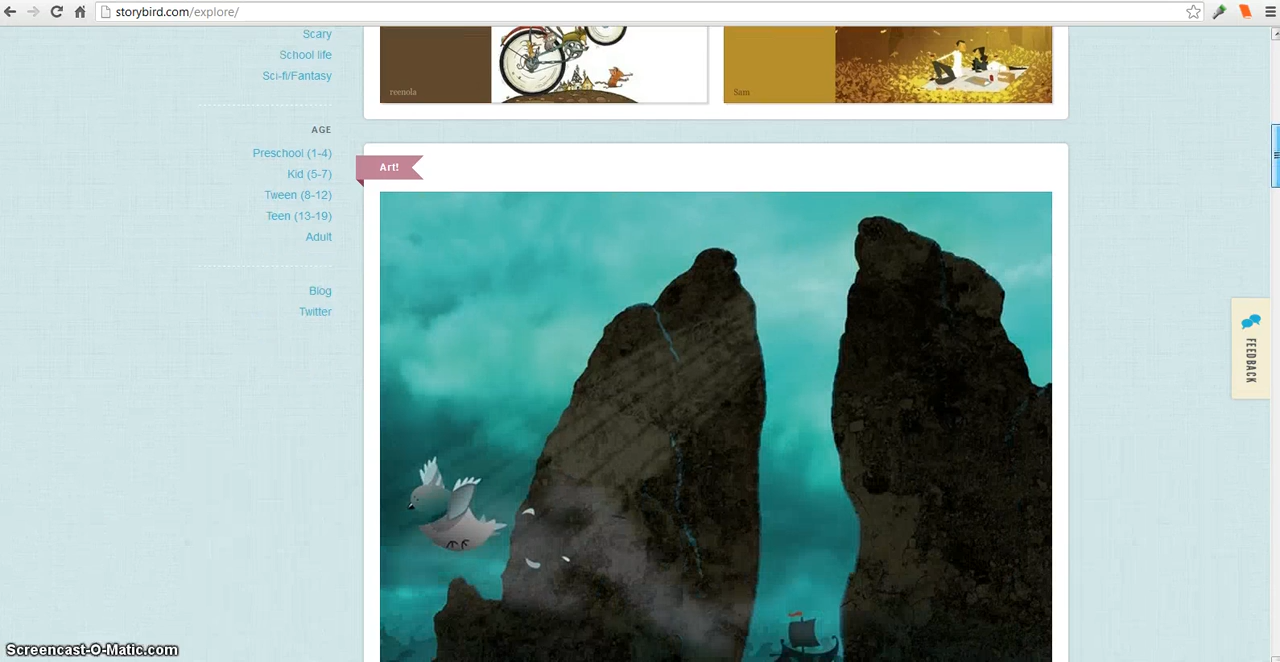 storybird.com/explore/
Scary
School life
Sci-fi/Fantasy
reenola
Sam
AGE
Preschool (1-4)
Kid (5-7)
Tween (8-12)
Teen (13-19)
Adult
Blog
Twitter
Art!
FEEDBACK
Screencast-O-Matic.com